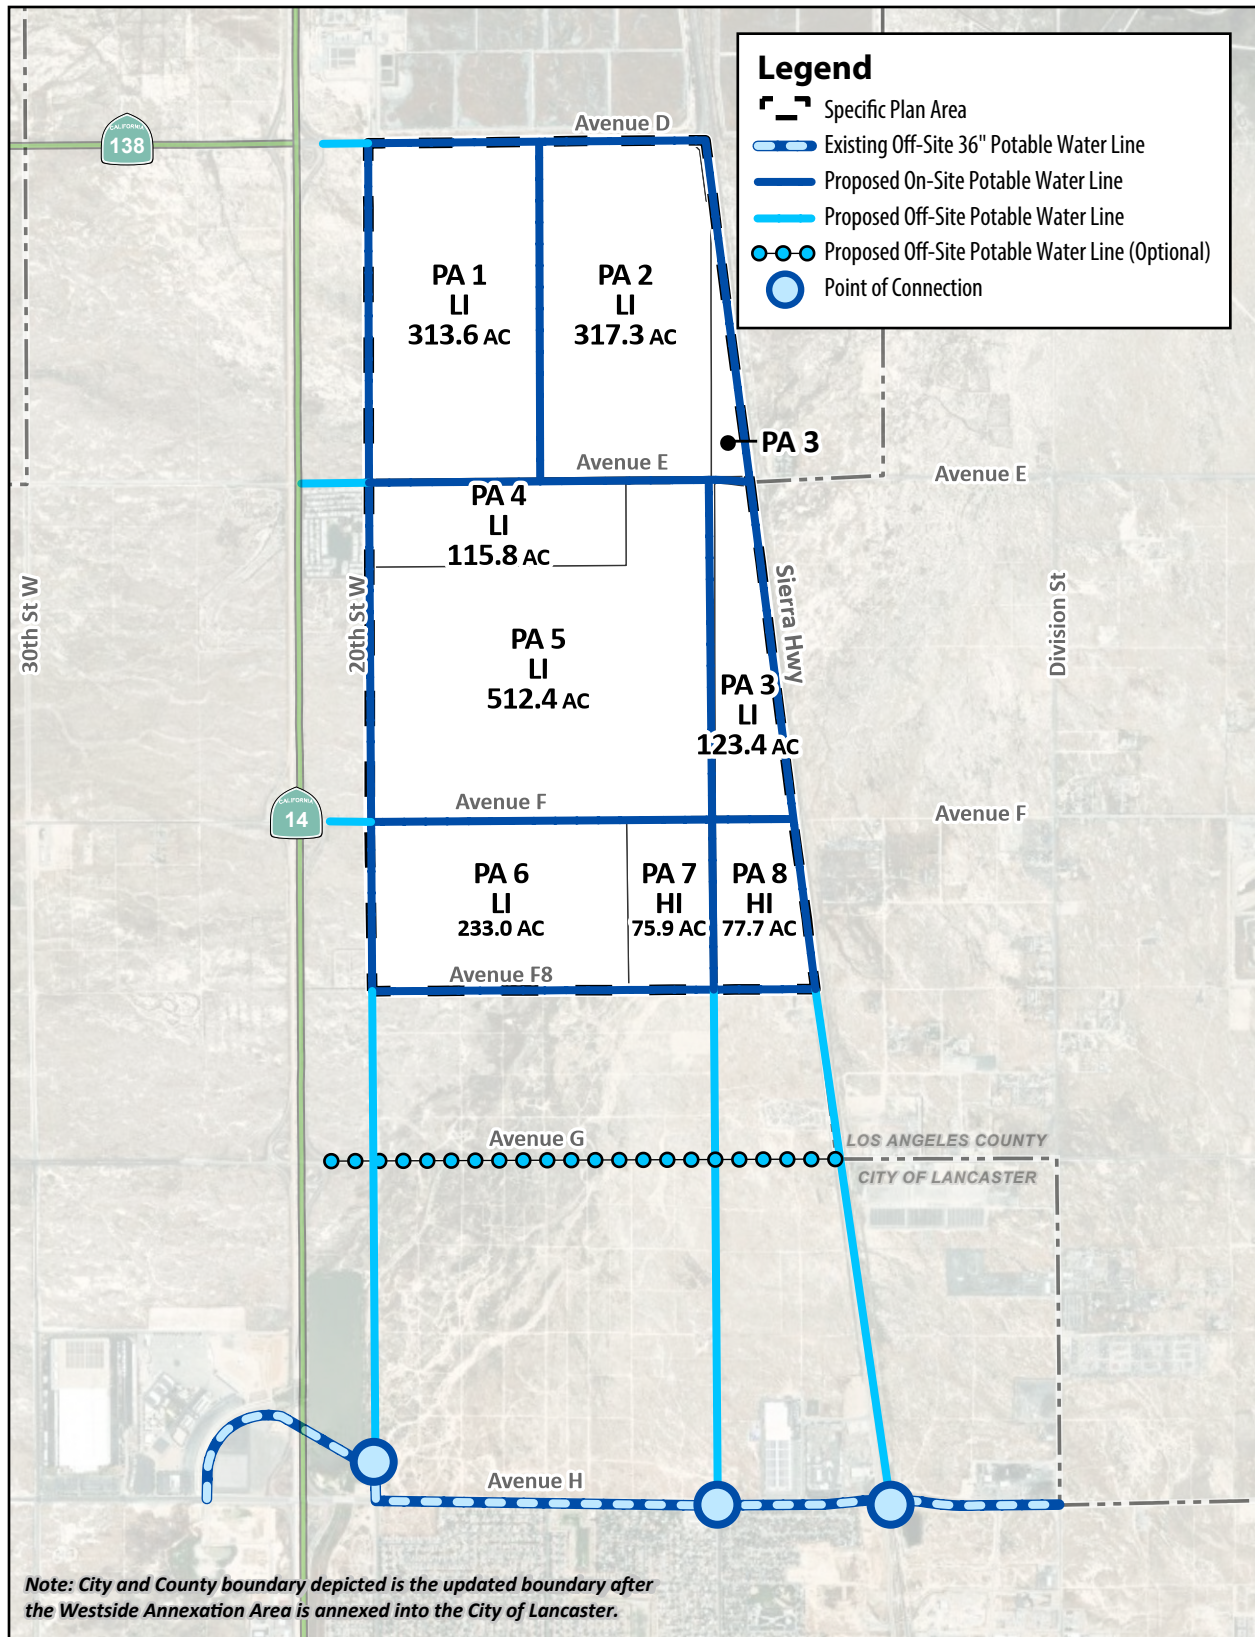 Legend
Specific Plan Area
Existing Off-Site 36" Potable Water Line
Proposed On-Site Potable Water Line
Proposed Off-Site Potable Water Line
Proposed Off-Site Potable Water Line (Optional)
Point of Connection
CALIFORNIA
138
Avenue D
PA 1
LI
313.6 AC
PA 2
LI
317.3 AC
PA 3
Avenue E
Avenue E
PA 4
LI
115.8 AC
30th St W
20th St W
Sierra Hwy
Division St
PA 5
LI
512.4 AC
PA 3
LI
123.4 AC
CALIFORNIA
14
Avenue F
Avenue F
PA 6
LI
233.0 AC
PA 7
HI
75.9 AC
PA 8
HI
77.7 AC
Avenue F8
Avenue G
LOS ANGELES COUNTY
CITY OF LANCASTER
Avenue H
Note: City and County boundary depicted is the updated boundary after
the Westside Annexation Area is annexed into the City of Lancaster.